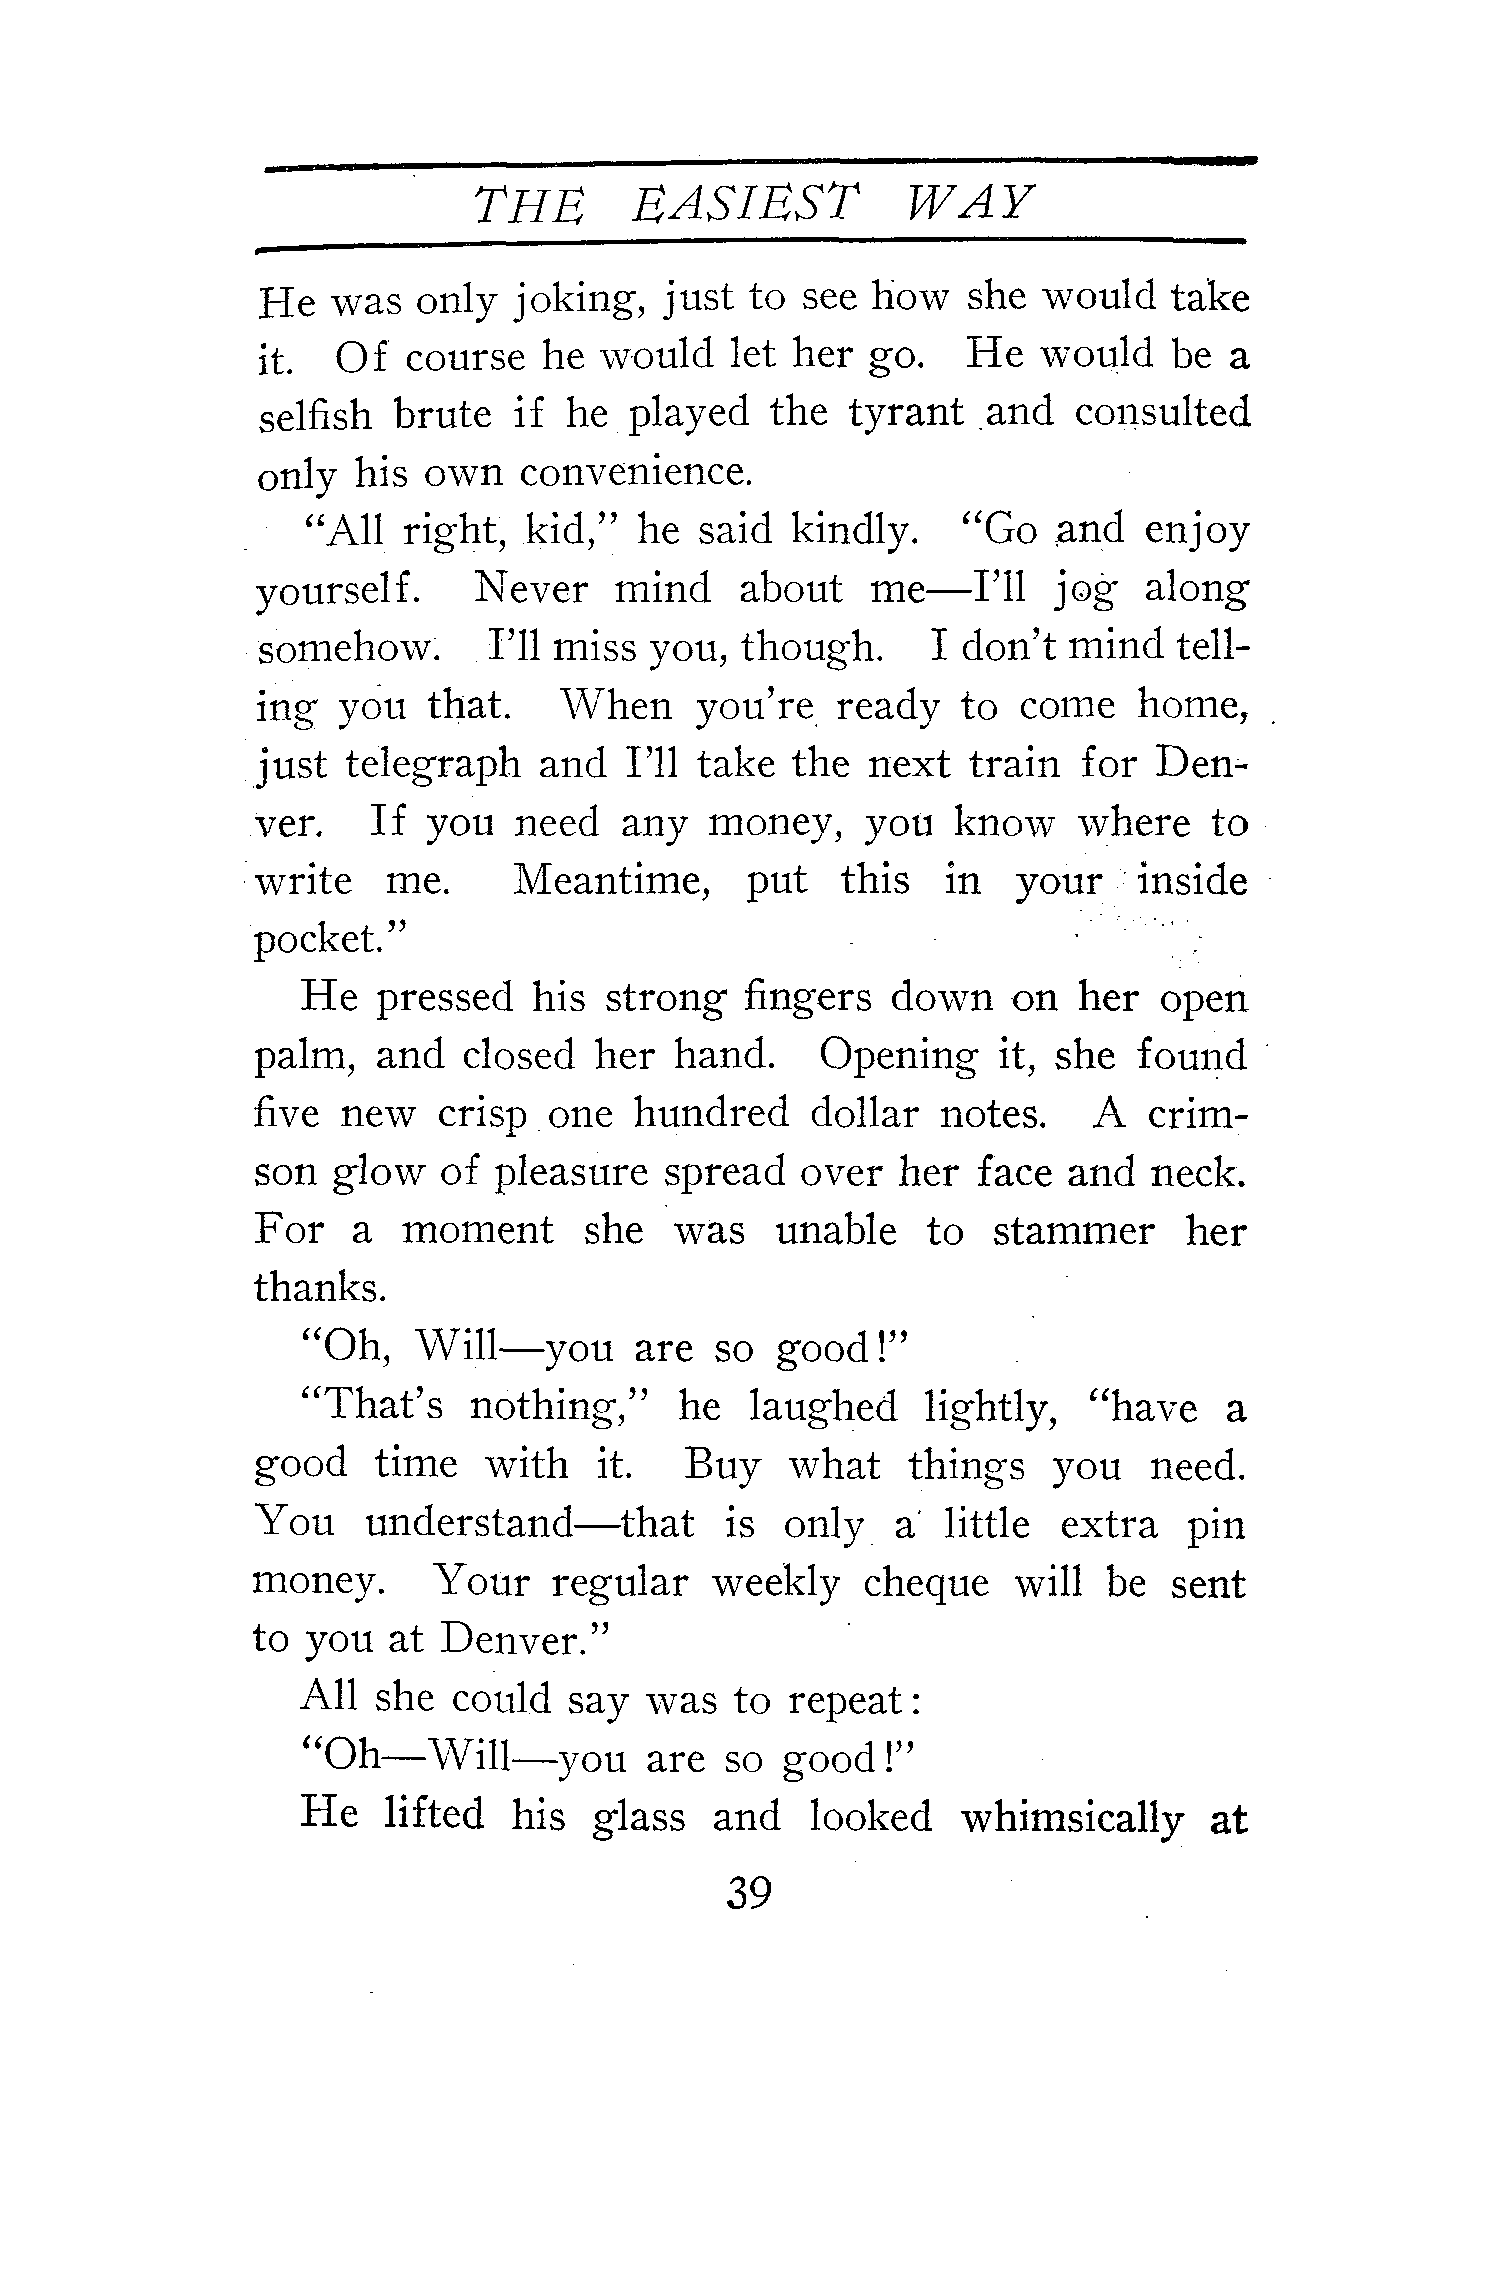 THE EASIEST WAY
He was only joking, just to see how she would take
it. Of course he would let her go. He would be a
selfish brute if he played the tyrant and consulted
only his own convenience.
“All right, kid,” he said kindly. “Go and enjoy
yourself. Never mind about me—I’ll jog along
somehow. I’ll miss you, though. I don’t mind tell-
ing you that. When you’re ready to come home,
just telegraph and I’ll take the next train for Den-
ver. If you need any money, you know where to
write me. Meantime, put this in your inside
pocket.”
He pressed his strong fingers down on her open
palm, and closed her hand. Opening it, she found
five new crisp one hundred dollar notes. A crim-
son glow of pleasure spread over her face and neck.
For a moment she was unable to stammer her
thanks.
“Oh, Will—you are so good!”
“That’s nothing,” he laughed lightly, “have a
good time with it. Buy what things you need.
You understand—that is only a little extra pin
money. Your regular weekly cheque will be sent
to you at Denver.”
All she could say was to repeat:
“Oh—Will—you are so good!”
He lifted his glass and looked whimsically at
39